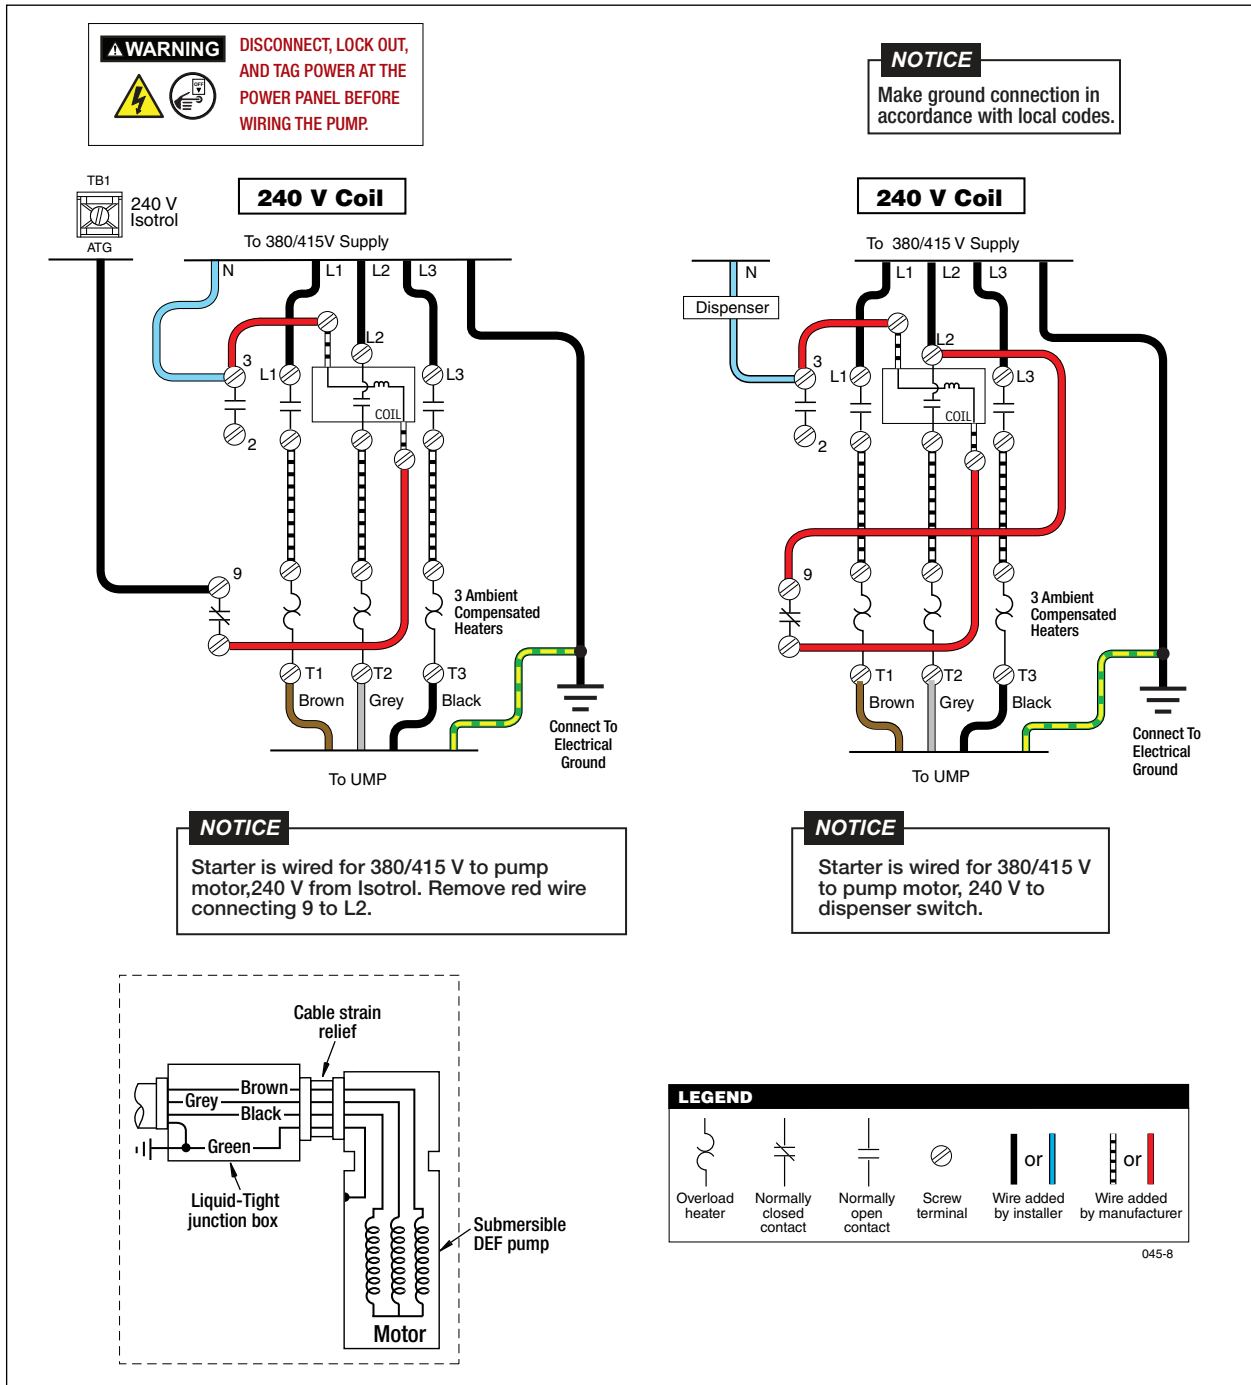 WARNING
DISCONNECT, LOCK OUT,
AND TAG POWER AT THE
POWER PANEL BEFORE
WIRING THE PUMP.
OFF
NOTICE
Make ground connection in
accordance with local codes.
TB1
240 V
Isotrol
ATG
240 V Coil
To 380/415V Supply
N
L1
L2
L3
L2
3
L1
L3
COIL
2
9
3 Ambient
Compensated
Heaters
T1
T2
T3
Brown
Grey
Black
Connect To
Electrical
Ground
To UMP
240 V Coil
To 380/415 V Supply
N
L1
L2
L3
Dispenser
L2
3
L1
L3
COIL
2
9
3 Ambient
Compensated
Heaters
T1
T2
T3
Brown
Grey
Black
Connect To
Electrical
Ground
To UMP
NOTICE
Starter is wired for 380/415 V to pump
motor,240 V from Isotrol. Remove red wire
connecting 9 to L2.
NOTICE
Starter is wired for 380/415 V
to pump motor, 240 V to
dispenser switch.
Cable strain
relief
Brown
Grey
Black
Green
Liquid-Tight
junction box
Submersible
DEF pump
Motor
LEGEND
or
or
Overload
heater
Normally
closed
contact
Normally
open
contact
Screw
terminal
Wire added
by installer
Wire added
by manufacturer
045-8